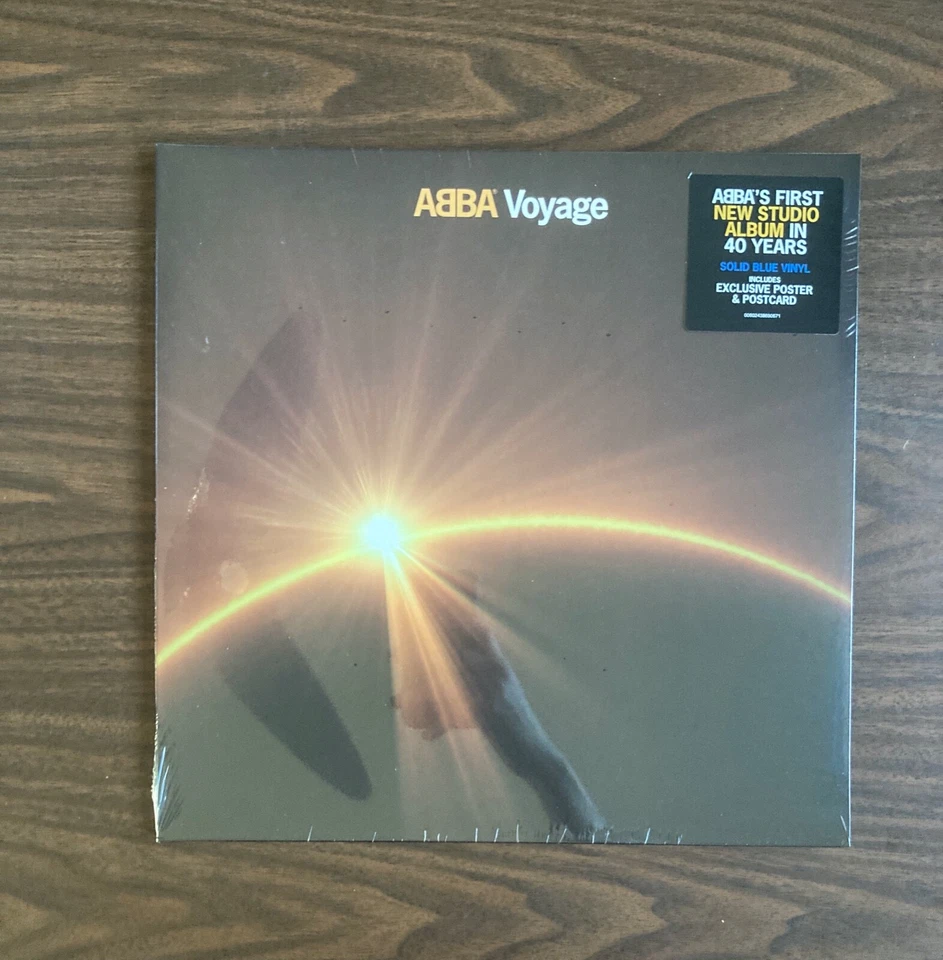 ABBA Voyage
ABBA'S FIRST
NEW STUDIO
ALBUM IN
40 YEARS
SOLID BLUE VINYL
INCLUDES
EXCLUSIVE POSTER
& POSTCARD